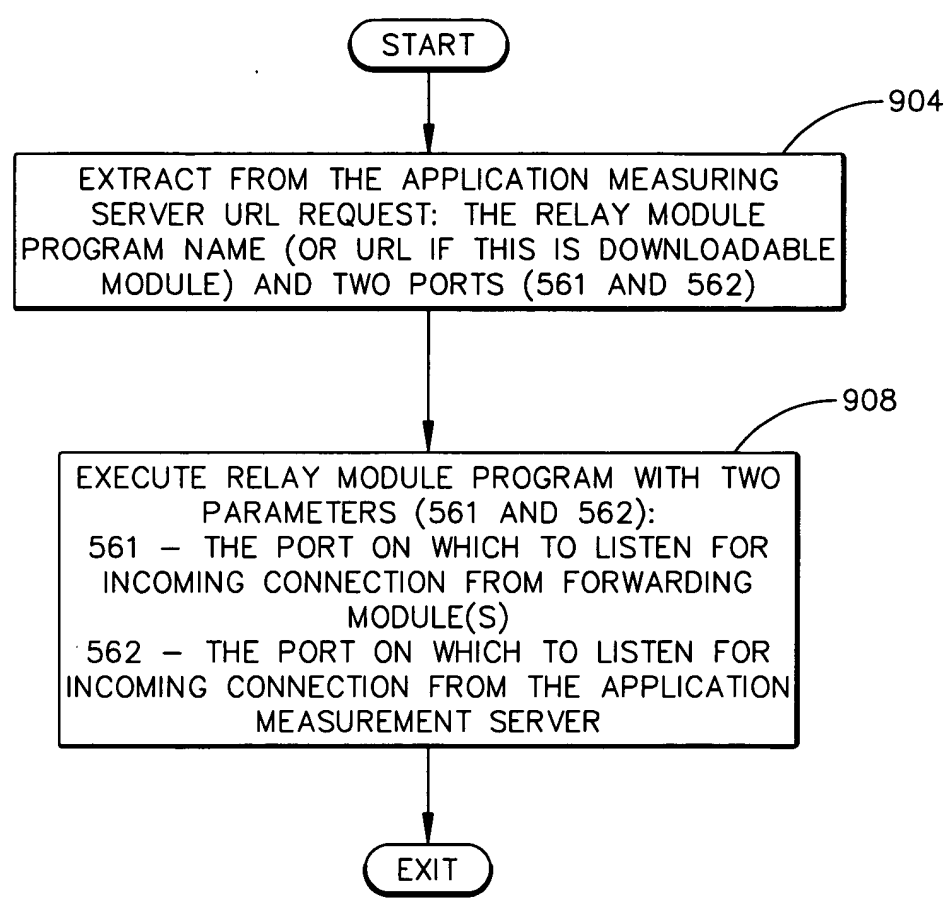 START
904
EXTRACT FROM THE APPLICATION MEASURING
SERVER URL REQUEST: THE RELAY MODULE
PROGRAM NAME (OR URL IF THIS IS DOWNLOADABLE
MODULE) AND TWO PORTS (561 AND 562)
908
EXECUTE RELAY MODULE PROGRAM WITH TWO
PARAMETERS (561 AND 562):
561 – THE PORT ON WHICH TO LISTEN FOR
INCOMING CONNECTION FROM FORWARDING
MODULE(S)
562 – THE PORT ON WHICH TO LISTEN FOR
INCOMING CONNECTION FROM THE APPLICATION
MEASUREMENT SERVER
EXIT